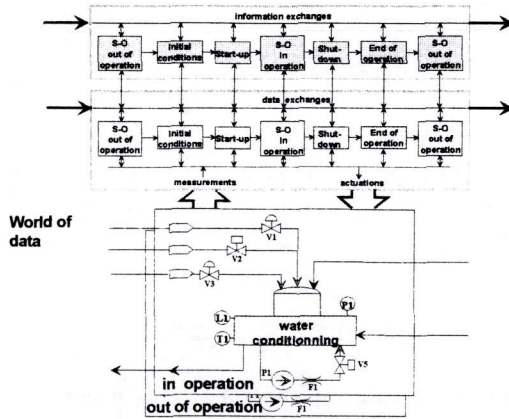 information exchanges
S-O out of operation
Initial conditions
Start-up
S-O in operation
Shut-down
End of operation
S-O out of operation
data exchanges
S-O out of operation
Initial conditions
Start-up
S-O in operation
Shut-down
End of operation
S-O out of operation
measurements
actuations
World of data
V1
V2
V3
P1
L1
water conditionning
T1
V5
P1
F1
in operation
out of operation
F1